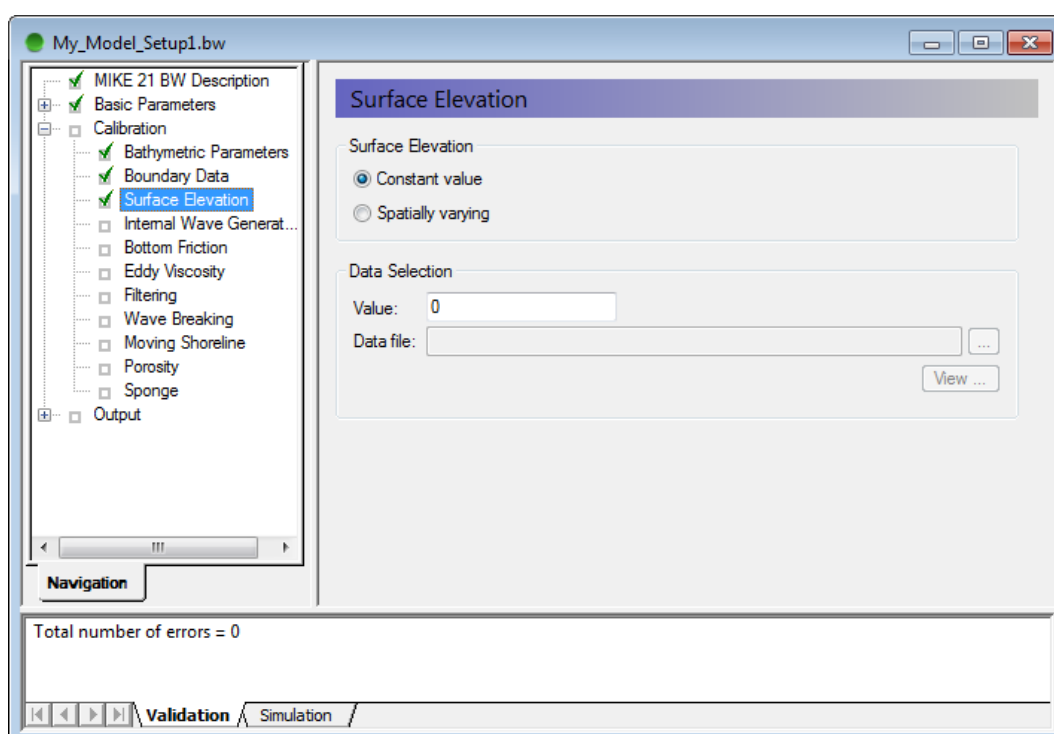 My_Model_Setup1.bw
MIKE 21 BW Description
Basic Parameters
Calibration
Bathymetric Parameters
Boundary Data
Surface Elevation
Internal Wave Generat...
Bottom Friction
Eddy Viscosity
Filtering
Wave Breaking
Moving Shoreline
Porosity
Sponge
Output
Navigation
Surface Elevation
Surface Elevation
Constant value
Spatially varying
Data Selection
Value: 0
Data file: ...
View ...
Total number of errors = 0
Validation Simulation